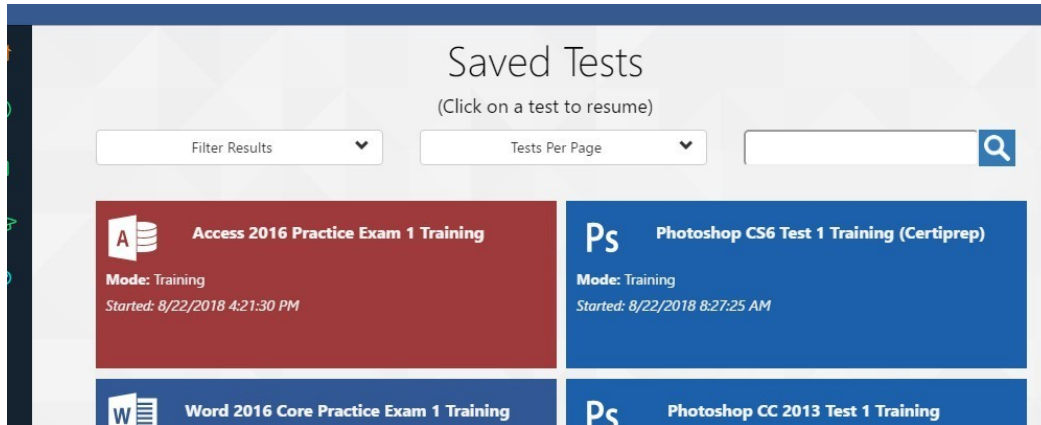 Saved Tests
(Click on a test to resume)
Filter Results
Tests Per Page
A
Access 2016 Practice Exam 1 Training
Mode: Training
Started: 8/22/2018 4:21:30 PM
Ps
Photoshop CS6 Test 1 Training (Certiprep)
Mode: Training
Started: 8/22/2018 8:27:25 AM
W
Word 2016 Core Practice Exam 1 Training
Ps
Photoshop CC 2013 Test 1 Training